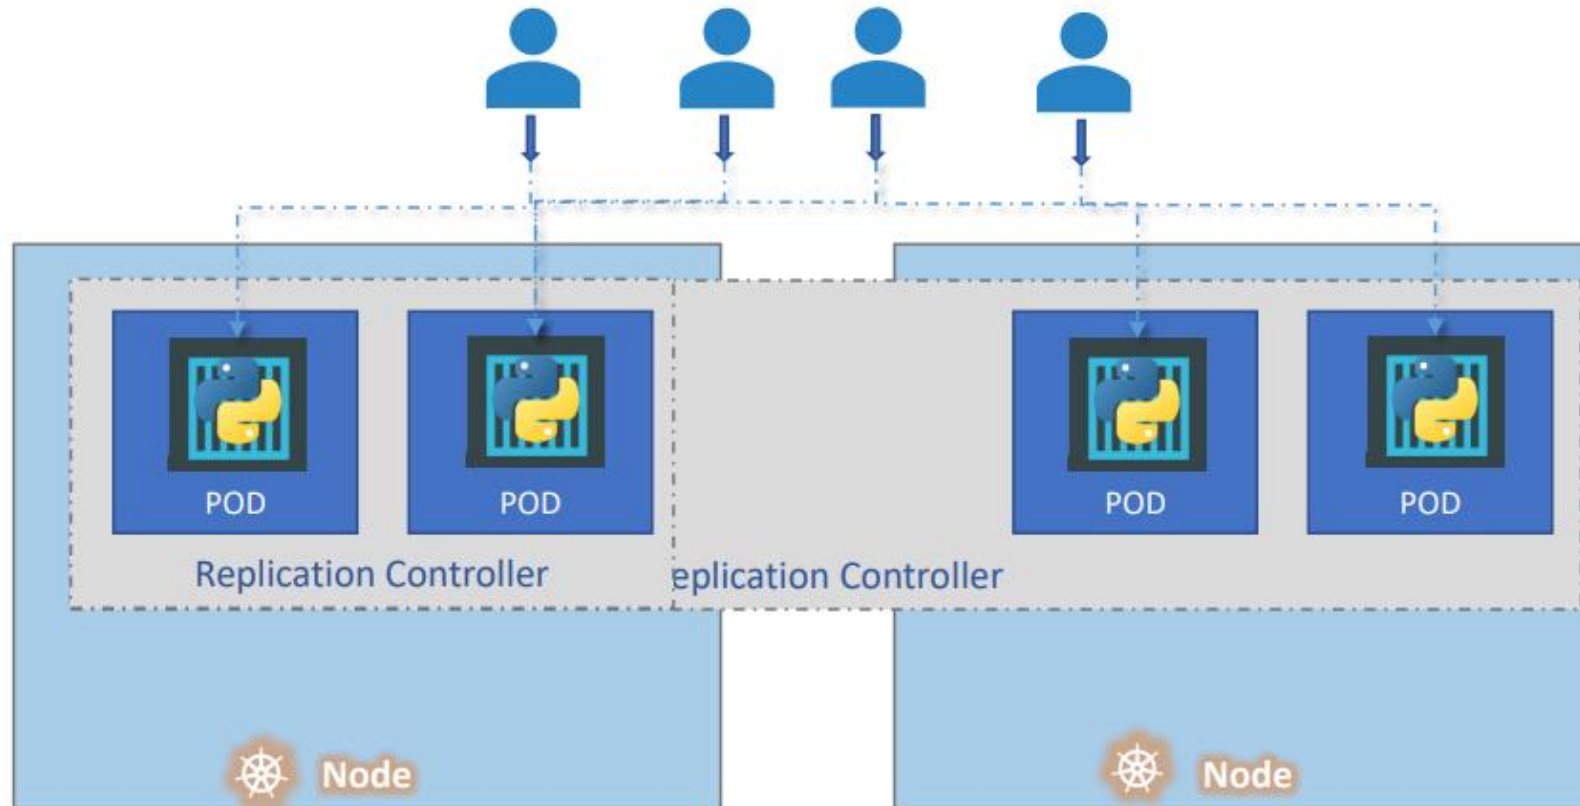 POD
POD
POD
POD
Replication Controller
eplication Controller
Node
Node